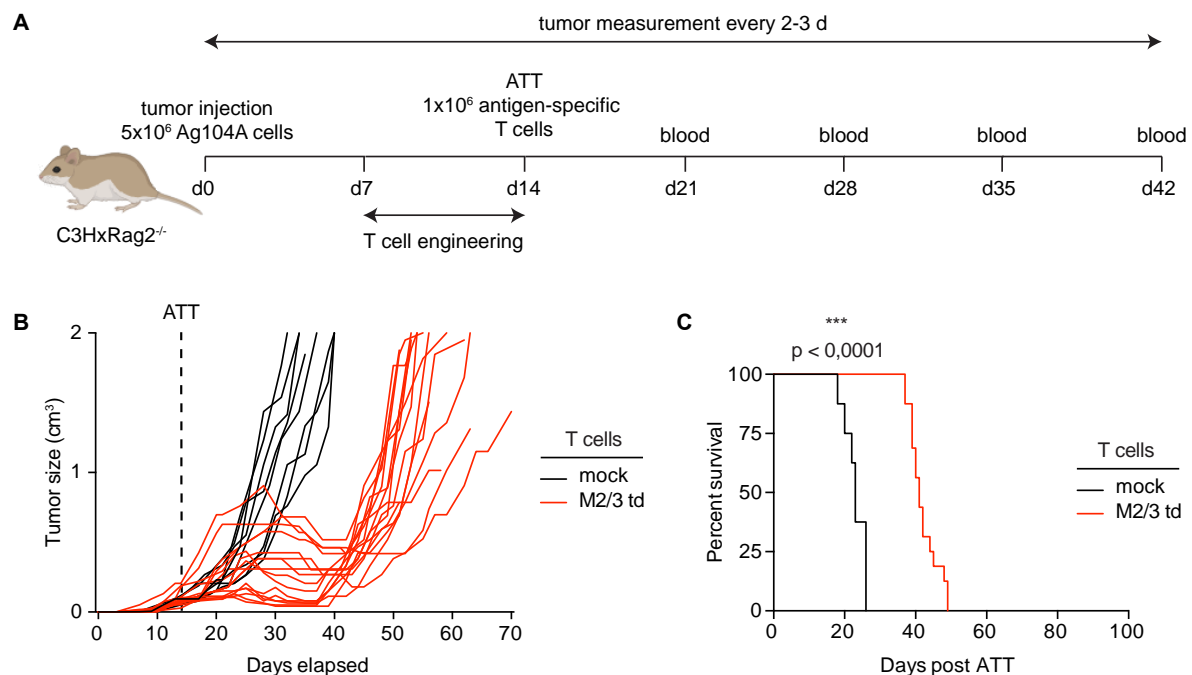 A
tumor measurement every 2-3 d
tumor injection
5x10⁶ Ag104A cells
ATT
1x10⁶ antigen-specific
T cells
blood
blood
blood
blood
d0
d7
d14
d21
d28
d35
d42
T cell engineering
C3HxRag2⁻/⁻
B
ATT
2
1
0
Tumor size (cm³)
0
10
20
30
40
50
60
70
Days elapsed
T cells
mock
M2/3 td
C
***
p < 0,0001
100
75
50
25
0
Percent survival
0
20
40
60
80
100
Days post ATT
T cells
mock
M2/3 td